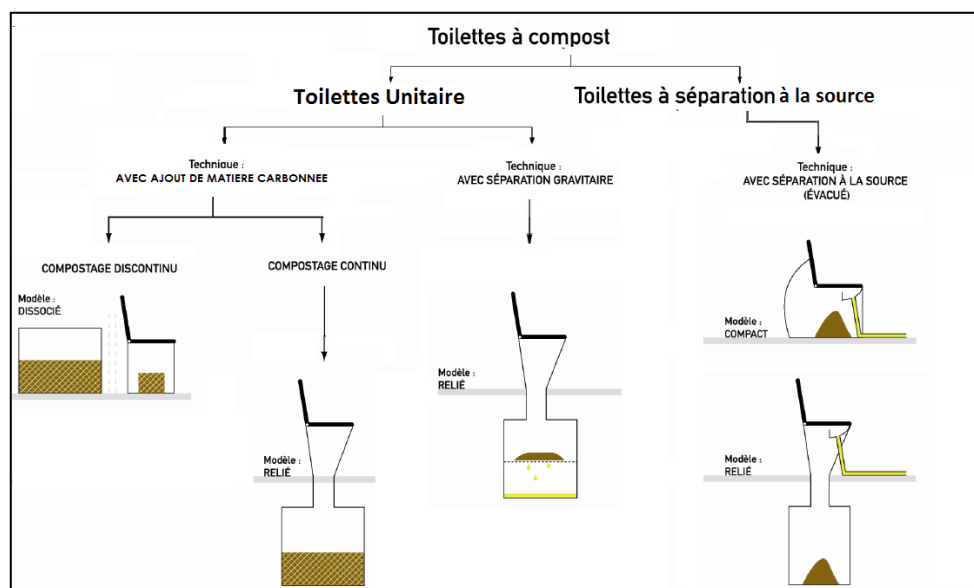 Toilettes à compost
Toilettes Unitaire
Toilettes à séparation à la source
Technique :
AVEC AJOUT DE MATIERE CARBONNEE
Technique :
AVEC SÉPARATION GRAVITAIRE
Technique :
AVEC SÉPARATION À LA SOURCE
(ÉVACUÉ)
COMPOSTAGE DISCONTINU
COMPOSTAGE CONTINU
Modèle :
DISSOCIÉ
Modèle :
RELIÉ
Modèle :
RELIÉ
Modèle :
COMPACT
Modèle :
RELIÉ